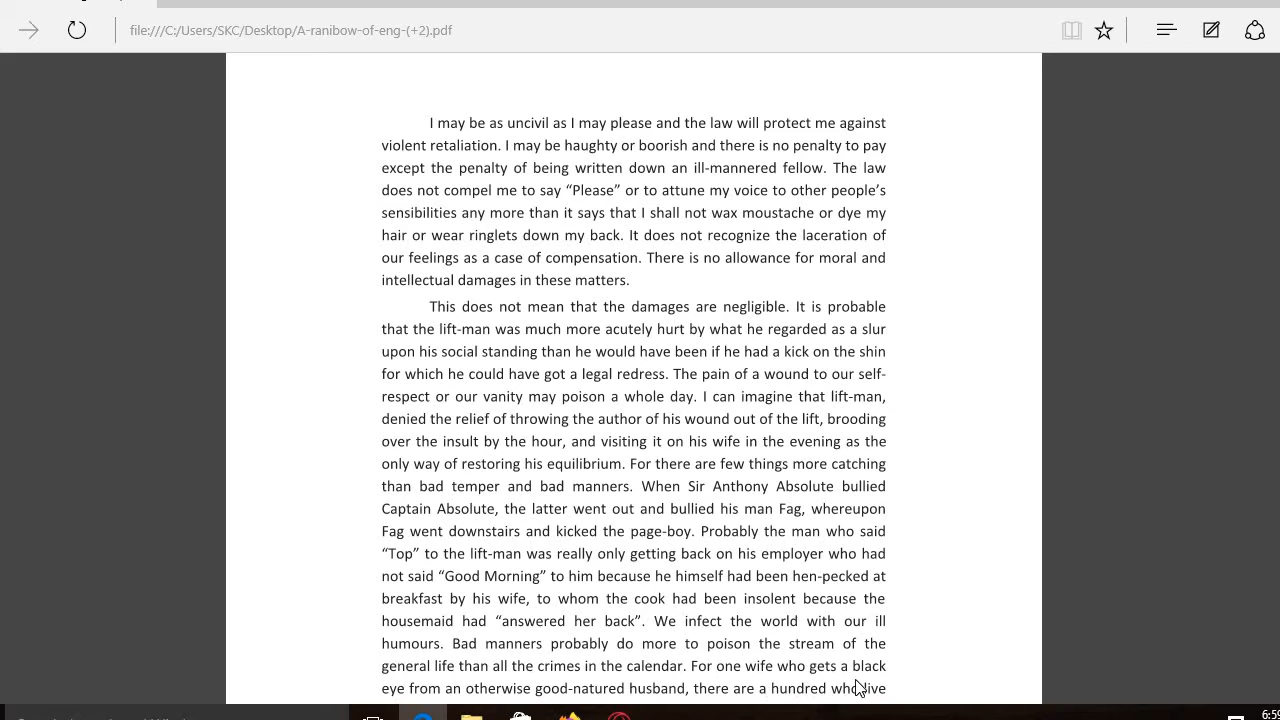 file:///C:/Users/SKC/Desktop/A-ranibow-of-eng-(+2).pdf
I may be as uncivil as I may please and the law will protect me against
violent retaliation. I may be haughty or boorish and there is no penalty to pay
except the penalty of being written down an ill-mannered fellow. The law
does not compel me to say “Please” or to attune my voice to other people’s
sensibilities any more than it says that I shall not wax moustache or dye my
hair or wear ringlets down my back. It does not recognize the laceration of
our feelings as a case of compensation. There is no allowance for moral and
intellectual damages in these matters.
This does not mean that the damages are negligible. It is probable
that the lift-man was much more acutely hurt by what he regarded as a slur
upon his social standing than he would have been if he had a kick on the shin
for which he could have got a legal redress. The pain of a wound to our self-
respect or our vanity may poison a whole day. I can imagine that lift-man,
denied the relief of throwing the author of his wound out of the lift, brooding
over the insult by the hour, and visiting it on his wife in the evening as the
only way of restoring his equilibrium. For there are few things more catching
than bad temper and bad manners. When Sir Anthony Absolute bullied
Captain Absolute, the latter went out and bullied his man Fag, whereupon
Fag went downstairs and kicked the page-boy. Probably the man who said
“Top” to the lift-man was really only getting back on his employer who had
not said “Good Morning” to him because he himself had been hen-pecked at
breakfast by his wife, to whom the cook had been insolent because the
housemaid had “answered her back”. We infect the world with our ill
humours. Bad manners probably do more to poison the stream of the
general life than all the crimes in the calendar. For one wife who gets a black
eye from an otherwise good-natured husband, there are a hundred who live
6:59